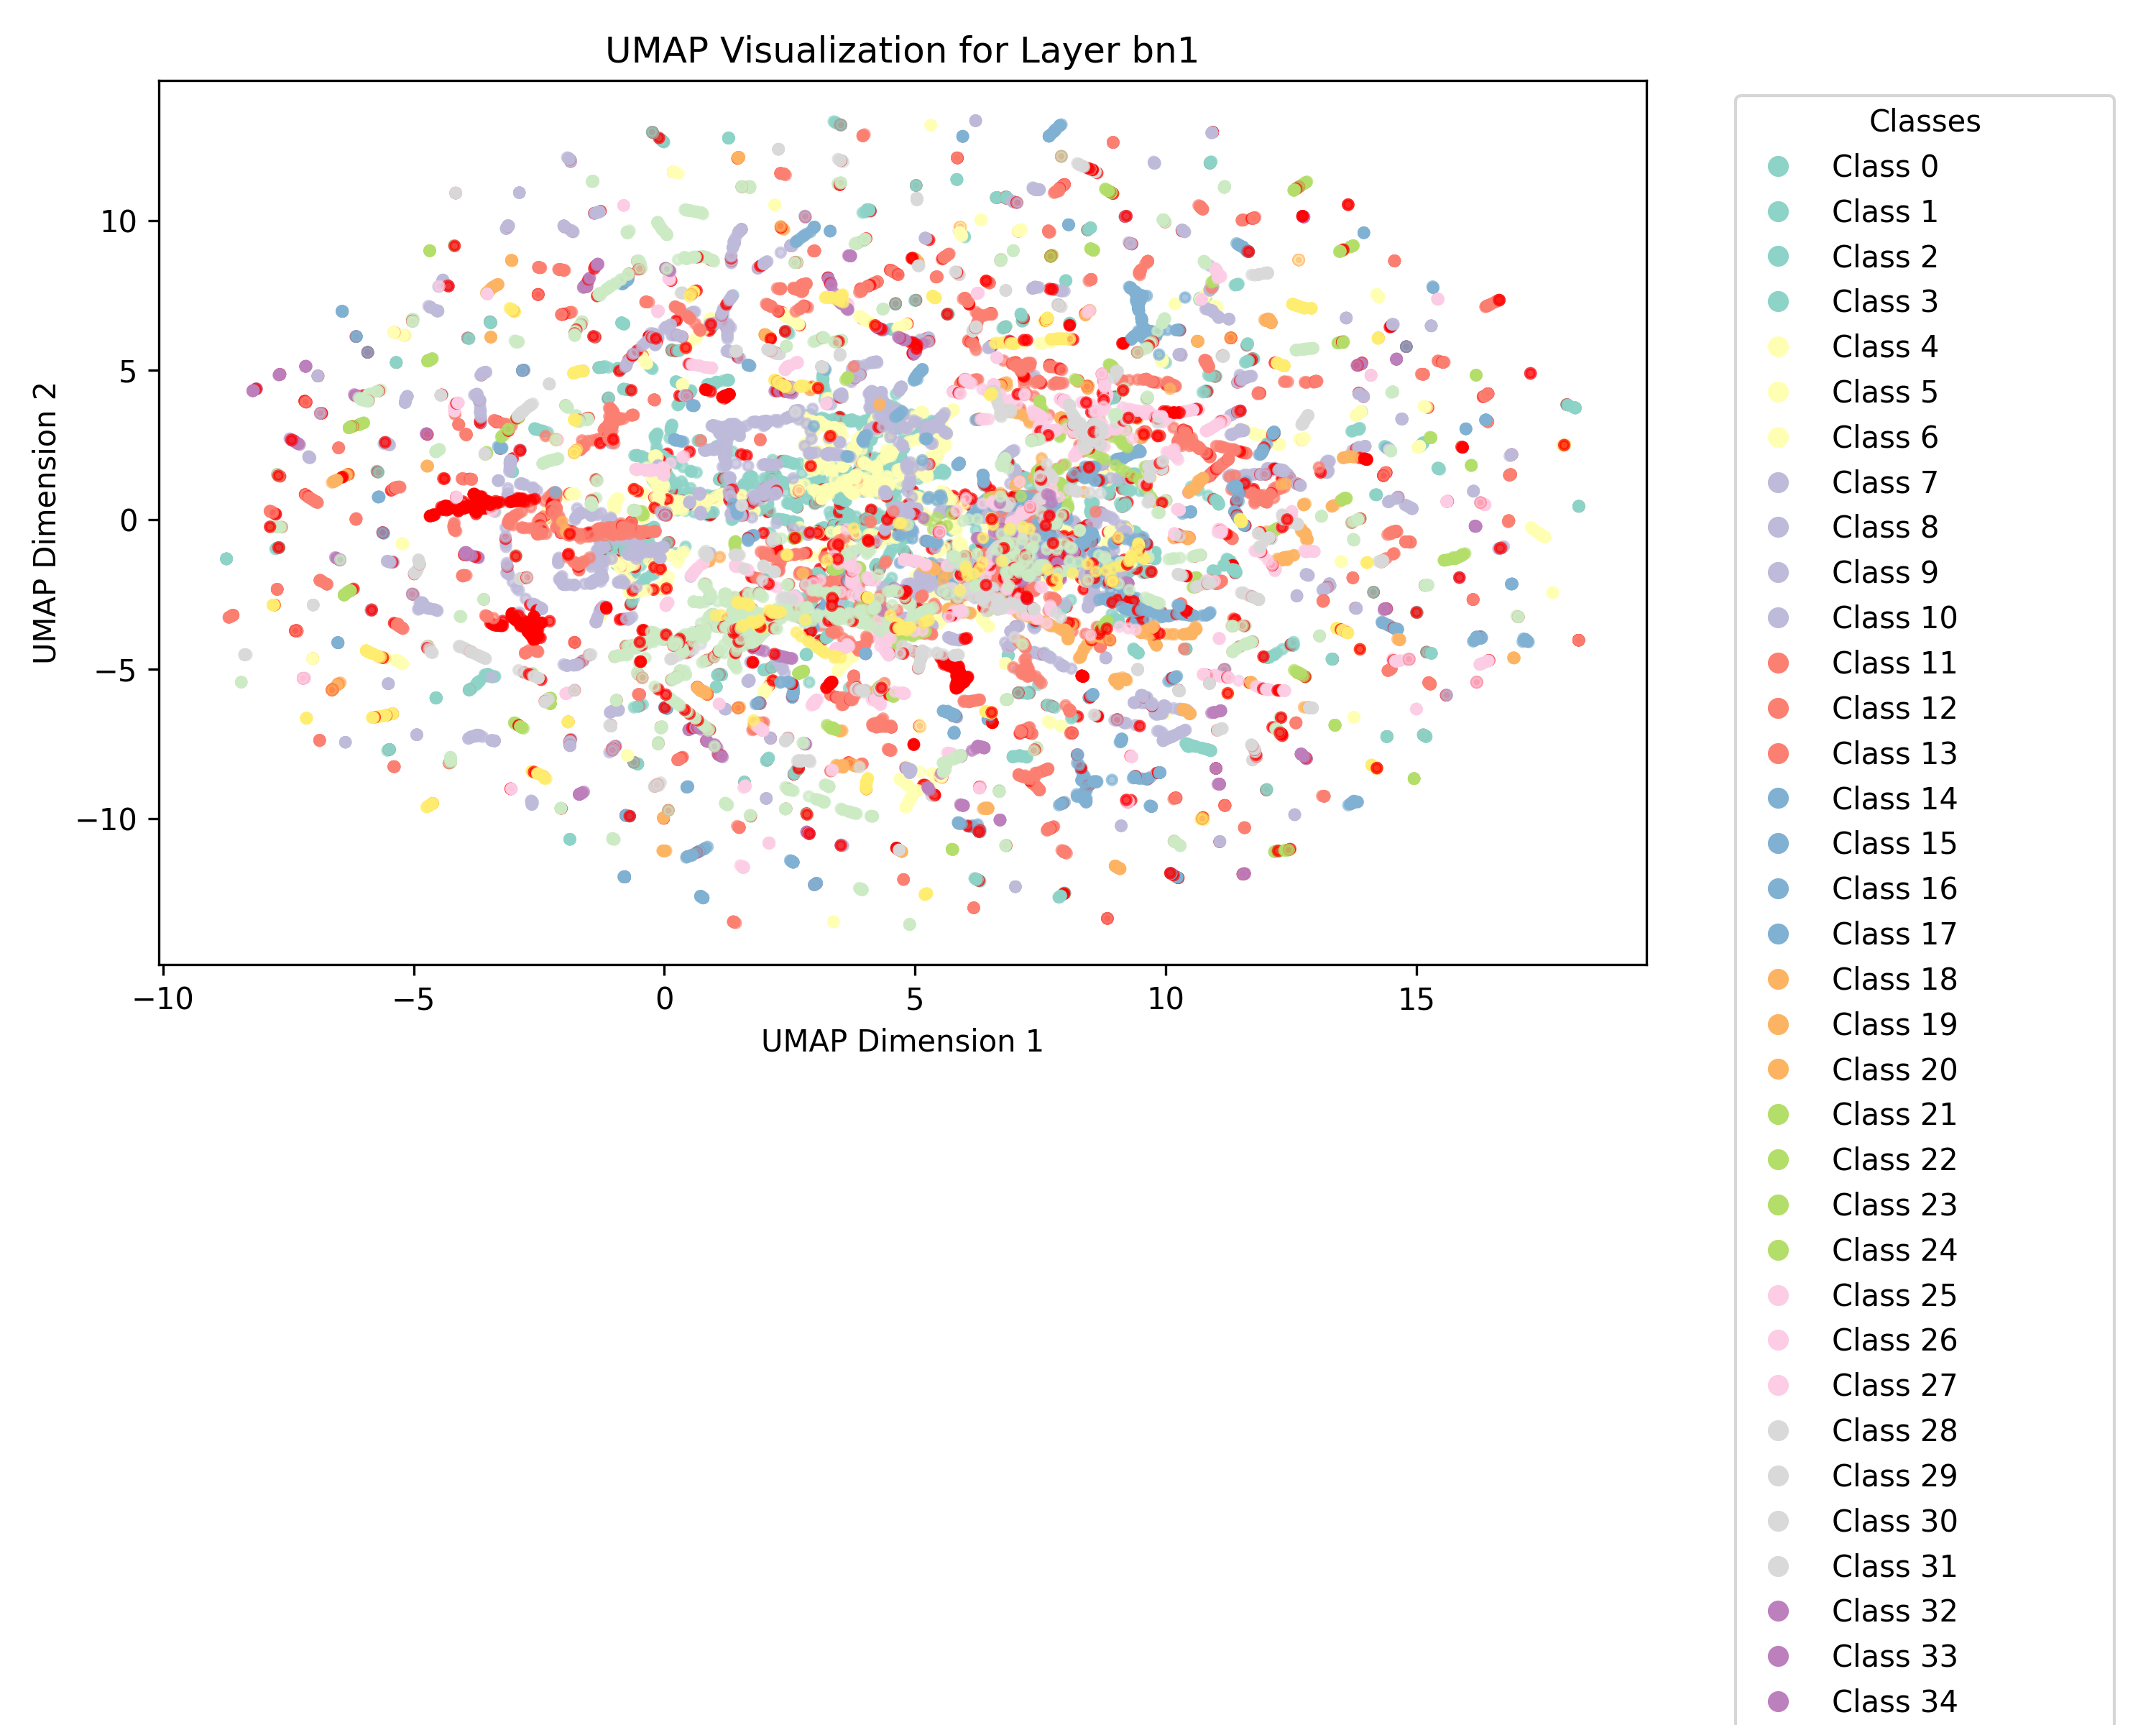 UMAP Visualization for Layer bn1
10
5
0
−5
−10
UMAP Dimension 2
−10
−5
0
5
10
15
UMAP Dimension 1
Classes
Class 0
Class 1
Class 2
Class 3
Class 4
Class 5
Class 6
Class 7
Class 8
Class 9
Class 10
Class 11
Class 12
Class 13
Class 14
Class 15
Class 16
Class 17
Class 18
Class 19
Class 20
Class 21
Class 22
Class 23
Class 24
Class 25
Class 26
Class 27
Class 28
Class 29
Class 30
Class 31
Class 32
Class 33
Class 34